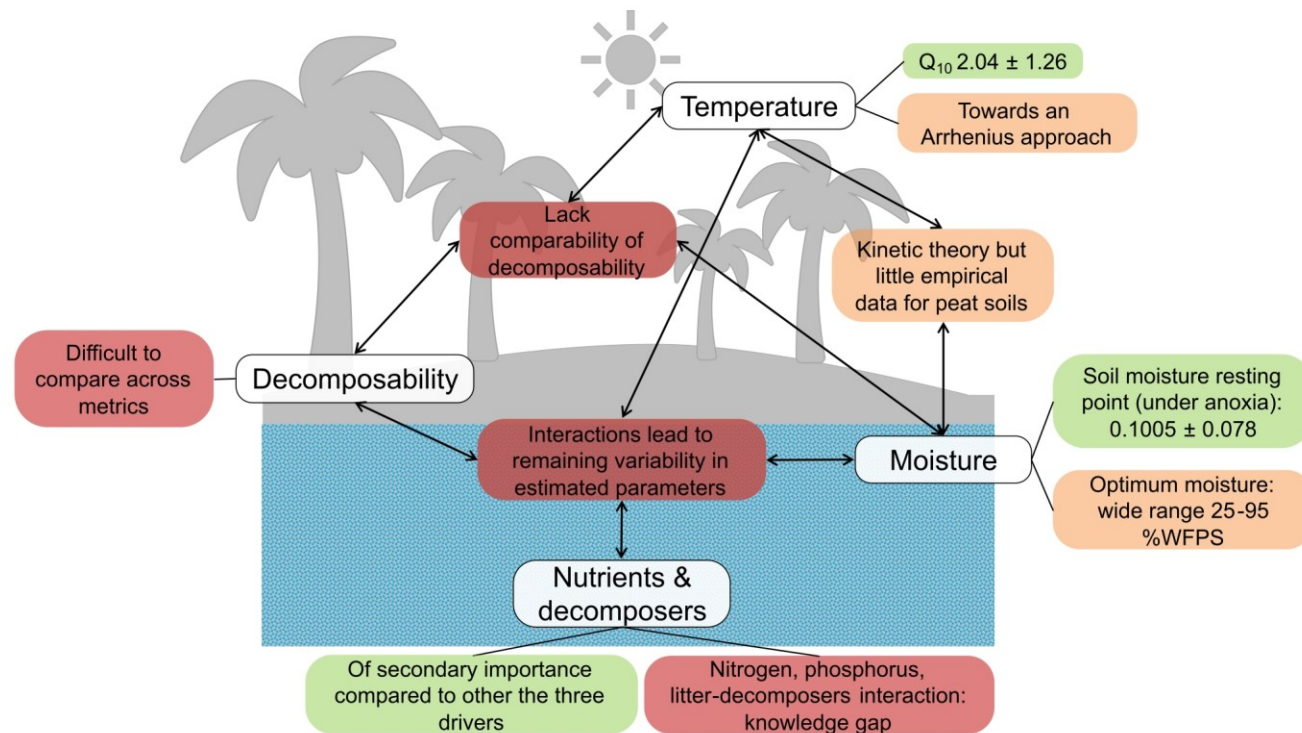 Q10 2.04 ± 1.26
Temperature
Towards an
Arrhenius approach
Lack
comparability of
decomposability
Kinetic theory but
little empirical
data for peat soils
Difficult to
compare across
metrics
Decomposability
Soil moisture resting
point (under anoxia):
0.1005 ± 0.078
Interactions lead to
remaining variability in
estimated parameters
Moisture
Optimum moisture:
wide range 25-95
%WFPS
Nutrients &
decomposers
Of secondary importance
compared to other the three
drivers
Nitrogen, phosphorus,
litter-decomposers interaction:
knowledge gap